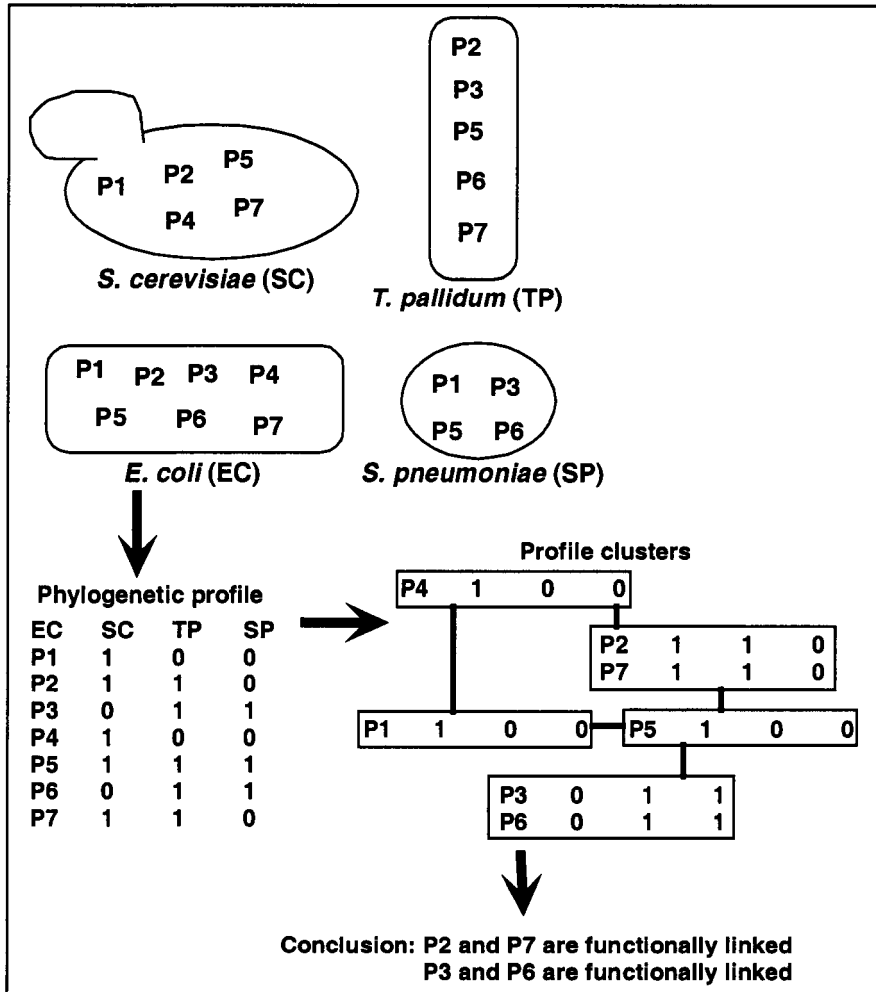 P2
P3
P5
P6
P7
P5
P2
P1
P4
P7
S. cerevisiae (SC)
T. pallidum (TP)
P1 P2 P3 P4
P5 P6 P7
E. coli (EC)
P1 P3
P5 P6
S. pneumoniae (SP)
Phylogenetic profile
EC SC TP SP
P1 1 0 0
P2 1 1 0
P3 0 1 1
P4 1 0 0
P5 1 1 1
P6 0 1 1
P7 1 1 0
Profile clusters
P4 1 0 0
P2 1 1 0
P7 1 1 0
P1 1 0 0
P5 1 0 0
P3 0 1 1
P6 0 1 1
Conclusion: P2 and P7 are functionally linked
P3 and P6 are functionally linked